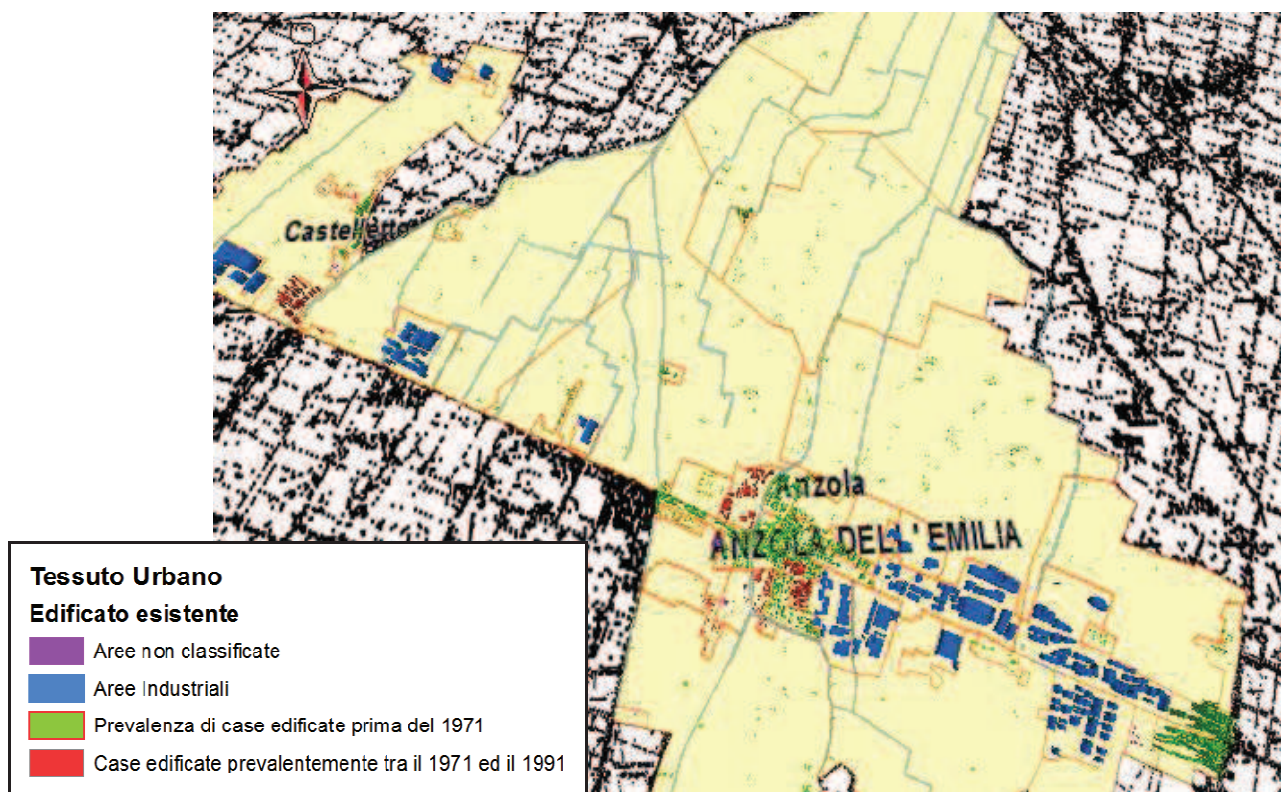 Castelletto
Anzola
ANZOLA DELL'EMILIA
Tessuto Urbano
Edificato esistente
Aree non classificate
Aree Industriali
Prevalenza di case edificate prima del 1971
Case edificate prevalentemente tra il 1971 ed il 1991